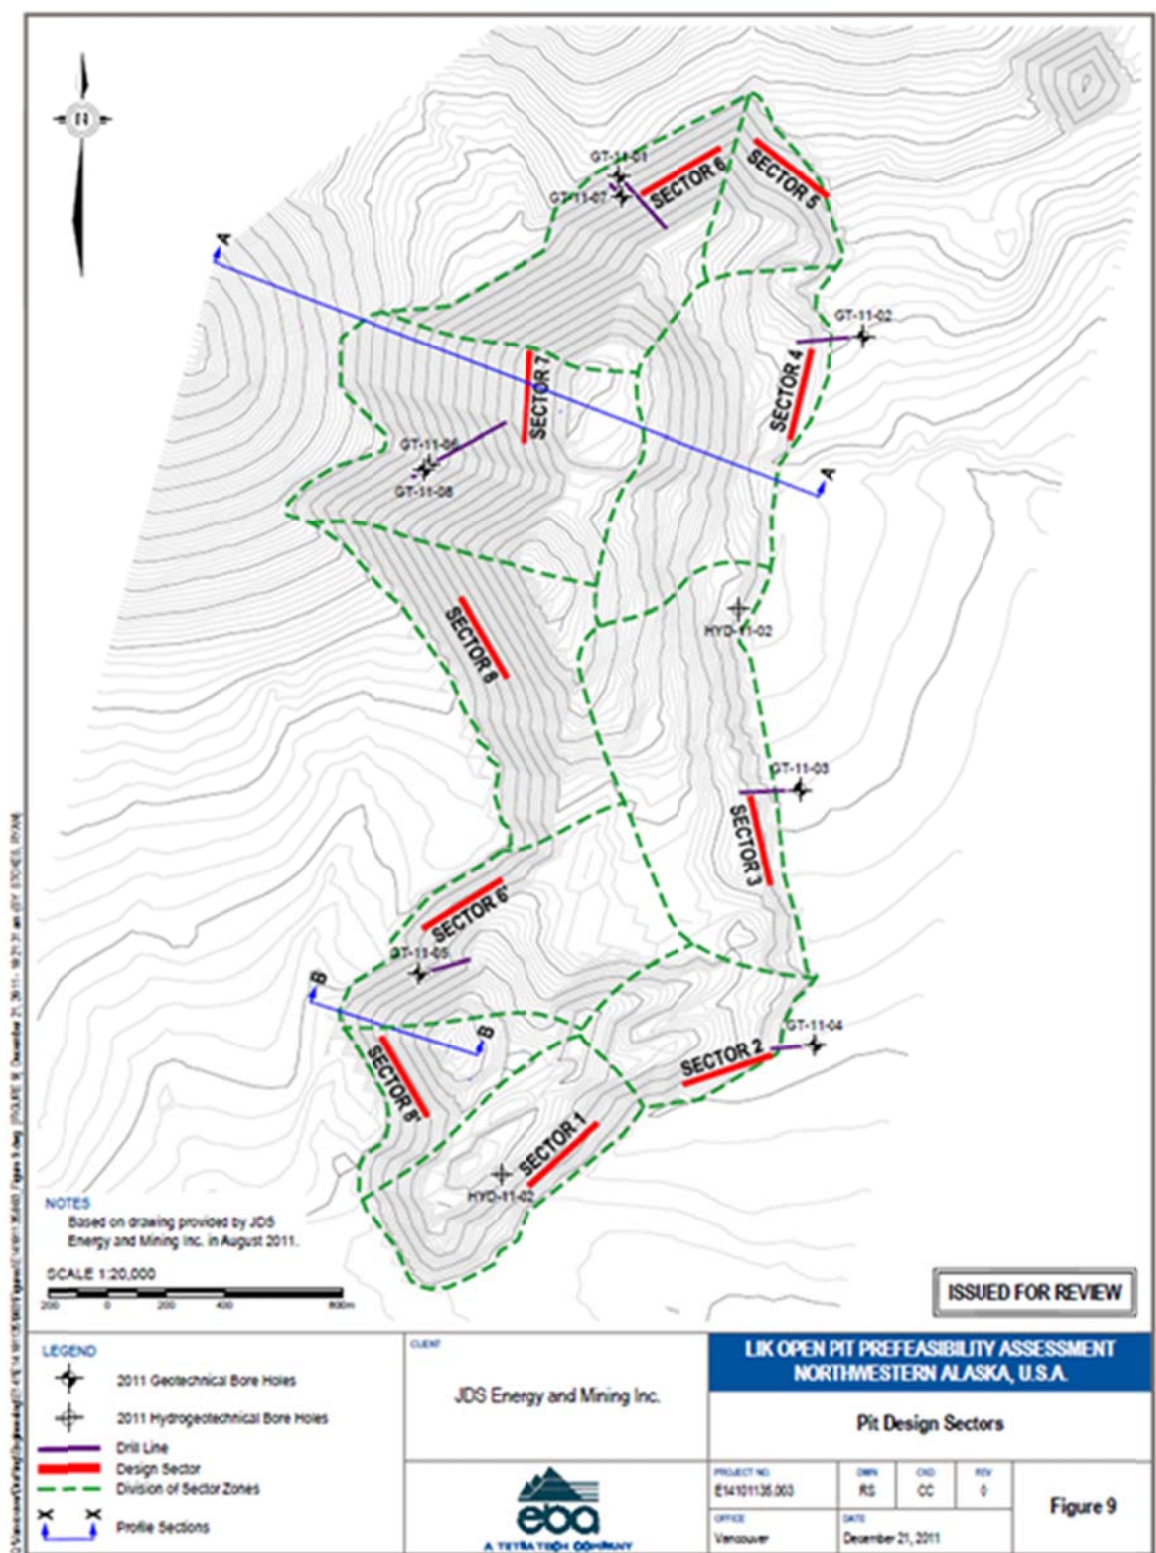 GT-11-01
GT-11-07
SECTOR 6
SECTOR 5
A
GT-11-02
SECTOR 4
SECTOR 7
GT-11-06
GT-11-08
A
SECTOR 8
HYD-11-02
GT-11-03
SECTOR 3
SECTOR 6'
GT-11-05
B
B
GT-11-04
SECTOR 2
SECTOR 8'
SECTOR 1
HYD-11-02
NOTES
Based on drawing provided by JDS
Energy and Mining Inc. in August 2011.
SCALE 1:20,000
200 0 200 400 800m
ISSUED FOR REVIEW
LEGEND
2011 Geotechnical Bore Holes
2011 Hydrogeotechnical Bore Holes
Drill Line
Design Sector
Division of Sector Zones
X X
Profile Sections
CLIENT
JDS Energy and Mining Inc.
eba
A TETRA TECH COMPANY
LIK OPEN PIT PREFEASIBILITY ASSESSMENT
NORTHWESTERN ALASKA, U.S.A.
Pit Design Sectors
PROJECT NO. DWN CKD REV
E14101135.003 RS CC 0
OFFICE DATE
Vancouver December 21, 2011
Figure 9